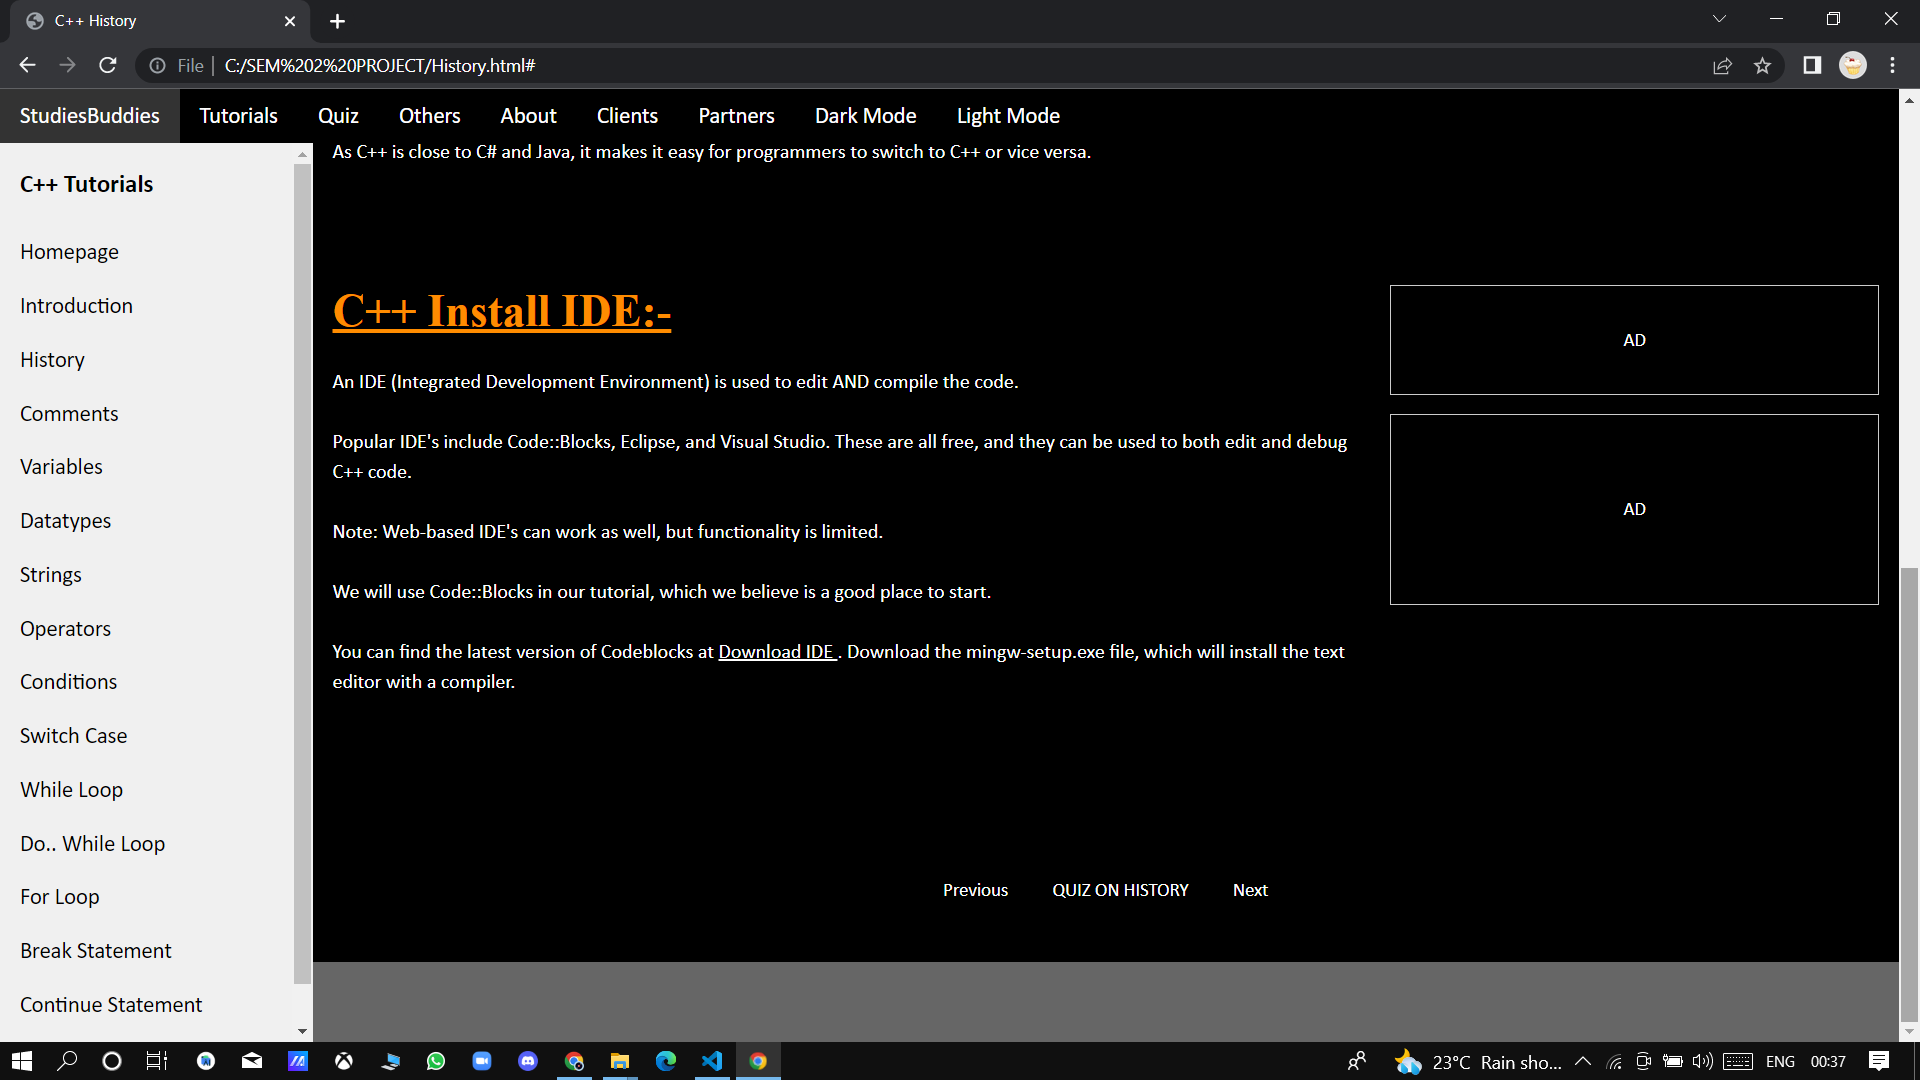 C++ History
File
C:/SEM%202%20PROJECT/History.html#
StudiesBuddies Tutorials Quiz Others About Clients Partners Dark Mode Light Mode
C++ Tutorials
Homepage
Introduction
History
Comments
Variables
Datatypes
Strings
Operators
Conditions
Switch Case
While Loop
Do.. While Loop
For Loop
Break Statement
Continue Statement
As C++ is close to C# and Java, it makes it easy for programmers to switch to C++ or vice versa.
C++ Install IDE:-
An IDE (Integrated Development Environment) is used to edit AND compile the code.
Popular IDE's include Code::Blocks, Eclipse, and Visual Studio. These are all free, and they can be used to both edit and debug
C++ code.
Note: Web-based IDE's can work as well, but functionality is limited.
We will use Code::Blocks in our tutorial, which we believe is a good place to start.
You can find the latest version of Codeblocks at Download IDE . Download the mingw-setup.exe file, which will install the text
editor with a compiler.
AD
AD
Previous QUIZ ON HISTORY Next
23°C Rain sho... ENG 00:37